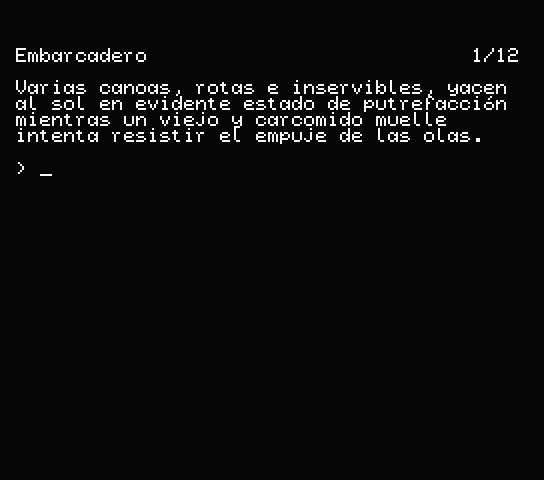 Embarcadero 1/12
Varias canoas, rotas e inservibles, yacen
al sol en evidente estado de putrefacción
mientras un viejo y carcomido muelle
intenta resistir el empuje de las olas.
> _